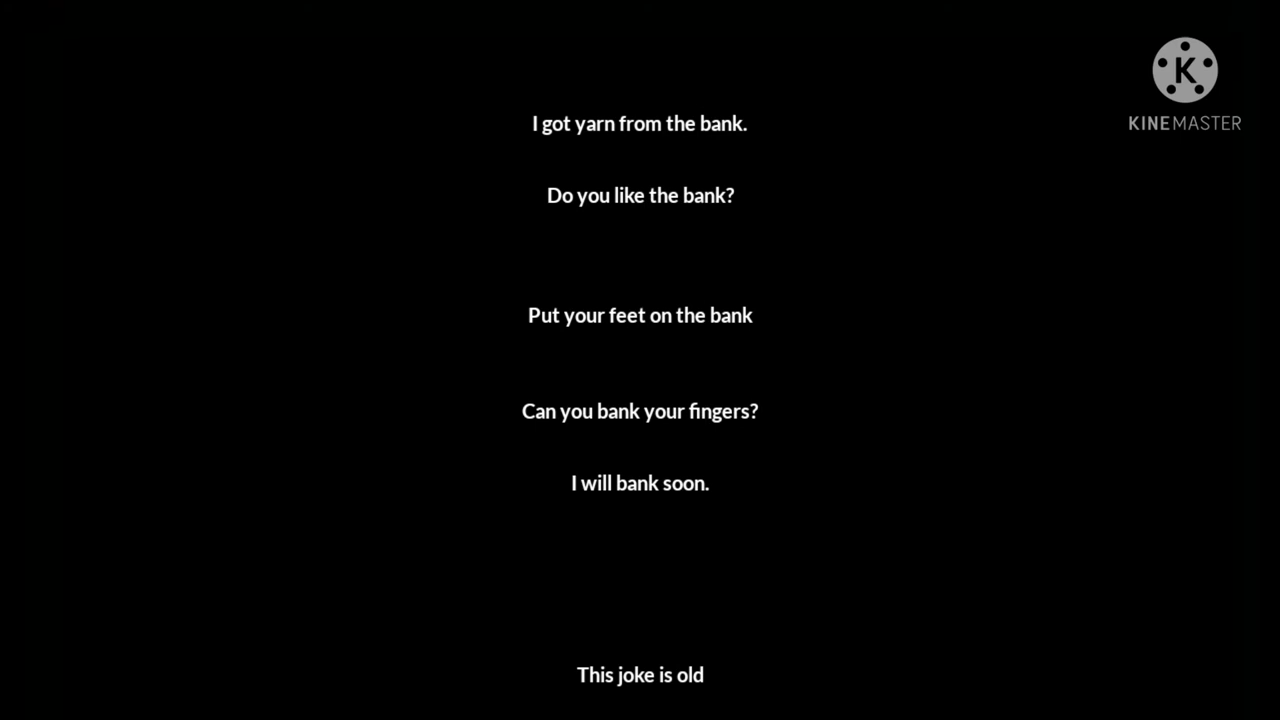 KINEMASTER
I got yarn from the bank.
Do you like the bank?
Put your feet on the bank
Can you bank your fingers?
I will bank soon.
This joke is old